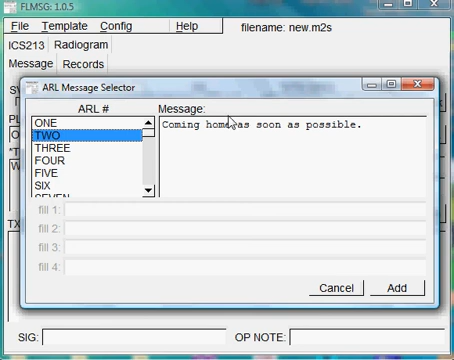 FLMSG: 1.0.5
File Template Config Help filename: new.m2s
ICS213 Radiogram
Message Records
ARL Message Selector
ARL # Message:
ONE
TWO
THREE
FOUR
FIVE
SIX
SEVEN
Coming home as soon as possible.
fill 1:
fill 2:
fill 3:
fill 4:
Cancel Add
SIG: OP NOTE: